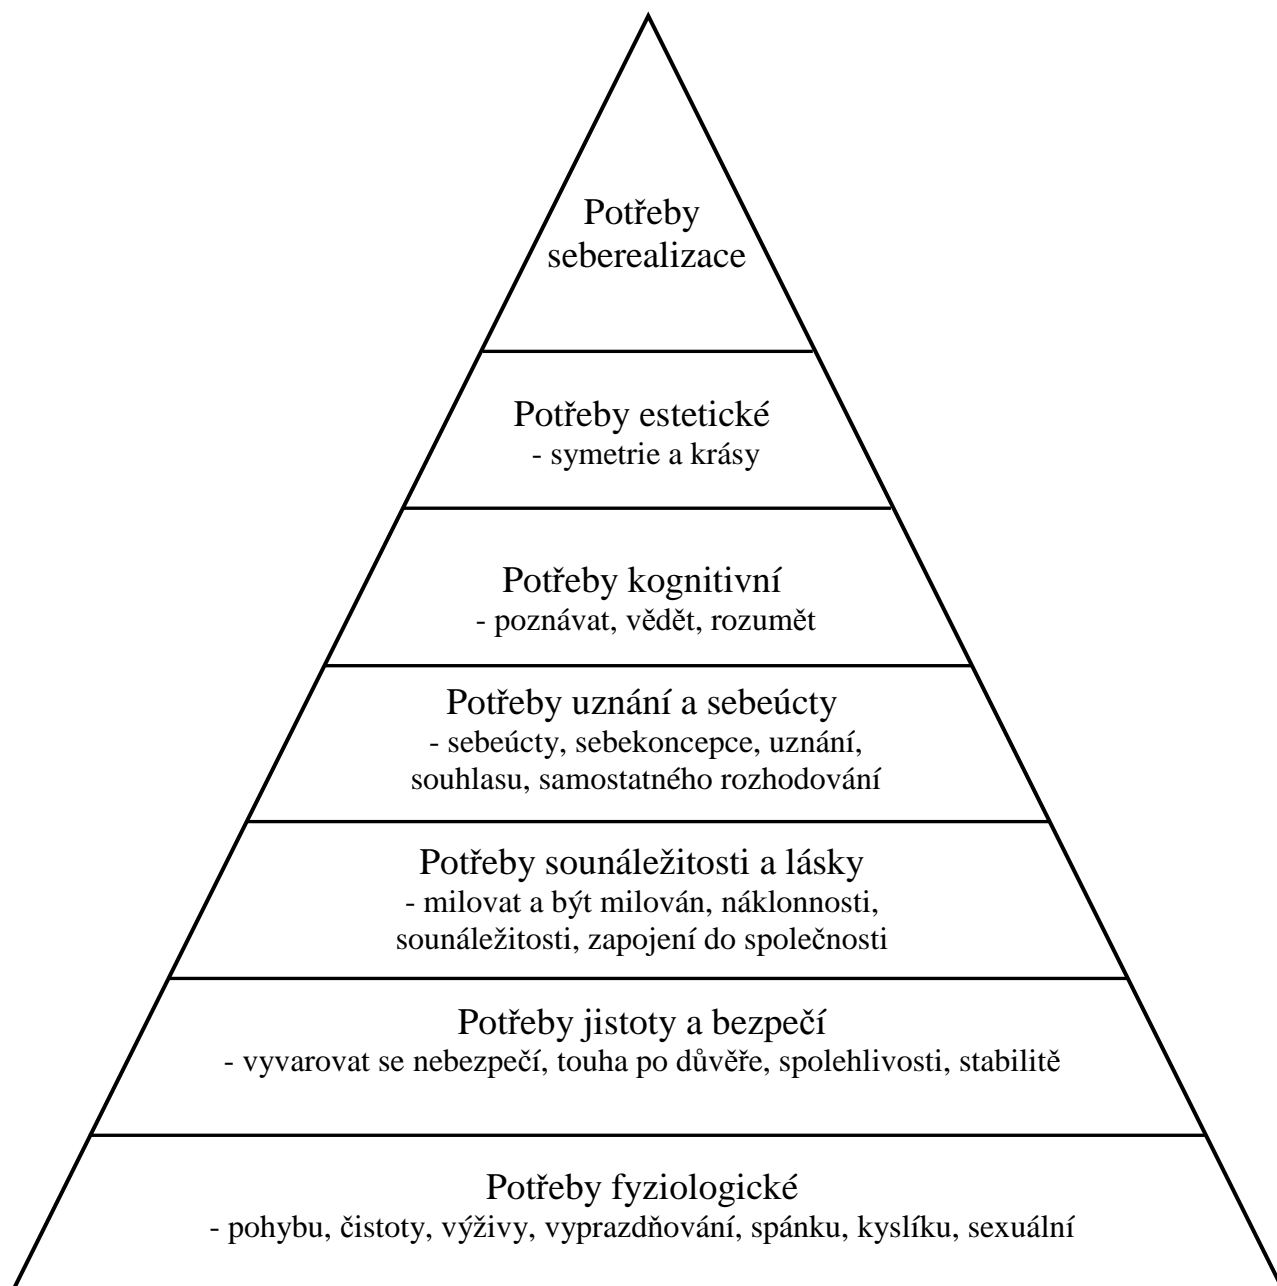 Potřeby
seberealizace
Potřeby estetické
- symetrie a krásy
Potřeby kognitivní
- poznávat, vědět, rozumět
Potřeby uznání a sebeúcty
- sebeúcty, sebekoncepce, uznání,
souhlasu, samostatného rozhodování
Potřeby sounáležitosti a lásky
- milovat a být milován, náklonnosti,
sounáležitosti, zapojení do společnosti
Potřeby jistoty a bezpečí
- vyvarovat se nebezpečí, touha po důvěře, spolehlivosti, stabilitě
Potřeby fyziologické
- pohybu, čistoty, výživy, vyprazdňování, spánku, kyslíku, sexuální